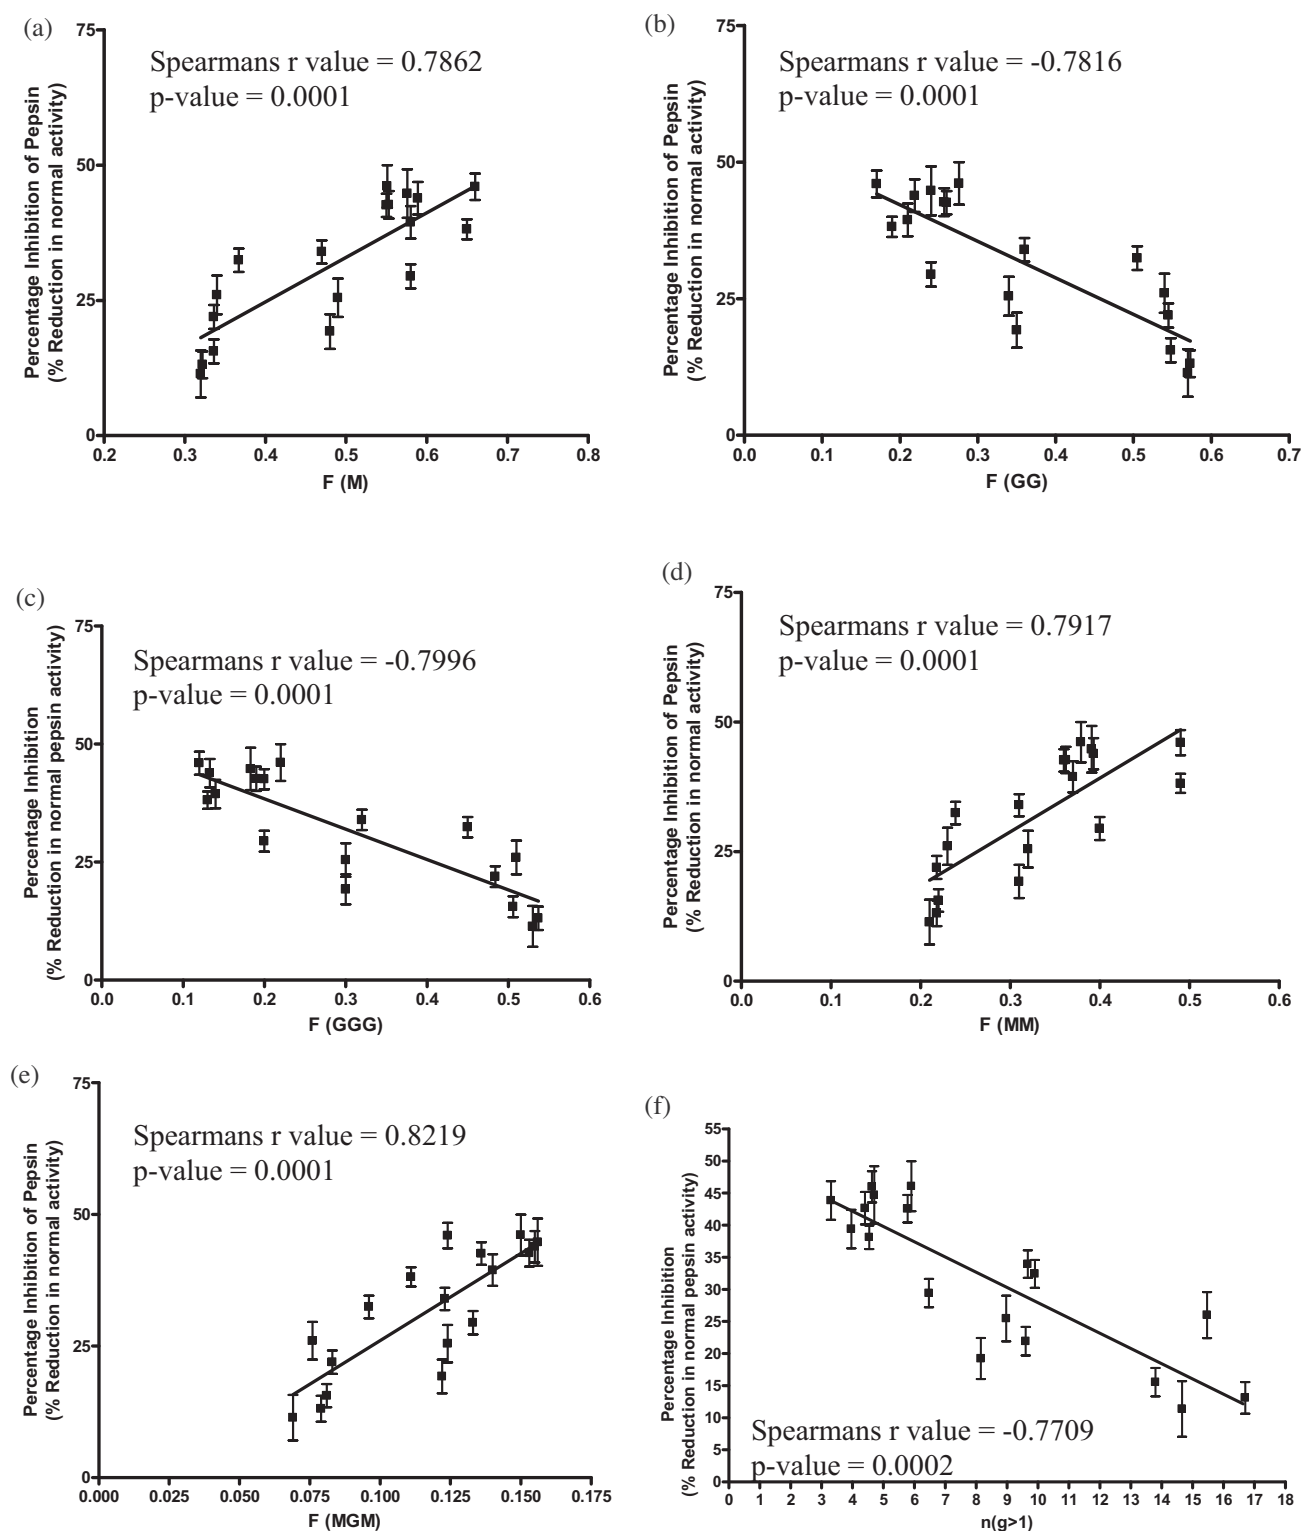 (a)
Percentage Inhibition of Pepsin
(% Reduction in normal activity)
75
50
25
0
Spearmans r value = 0.7862
p-value = 0.0001
0.2 0.3 0.4 0.5 0.6 0.7 0.8
F (M)
(b)
Percentage Inhibition of Pepsin
(% Reduction in normal activity)
75
50
25
0
Spearmans r value = -0.7816
p-value = 0.0001
0.0 0.1 0.2 0.3 0.4 0.5 0.6 0.7
F (GG)
(c)
Percentage Inhibition
(% Reduction in normal pepsin activity)
75
50
25
0
Spearmans r value = -0.7996
p-value = 0.0001
0.0 0.1 0.2 0.3 0.4 0.5 0.6
F (GGG)
(d)
Percentage Inhibition of Pepsin
(% Reduction in normal activity)
75
50
25
0
Spearmans r value = 0.7917
p-value = 0.0001
0.0 0.1 0.2 0.3 0.4 0.5 0.6
F (MM)
(e)
Percentage Inhibition of Pepsin
(% Reduction in normal activity)
75
50
25
0
Spearmans r value = 0.8219
p-value = 0.0001
0.000 0.025 0.050 0.075 0.100 0.125 0.150 0.175
F (MGM)
(f)
Percentage Inhibition
(% Reduction in normal pepsin activity)
55
50
45
40
35
30
25
20
15
10
5
0
Spearmans r value = -0.7709
p-value = 0.0002
0 1 2 3 4 5 6 7 8 9 10 11 12 13 14 15 16 17 18
n(g>1)